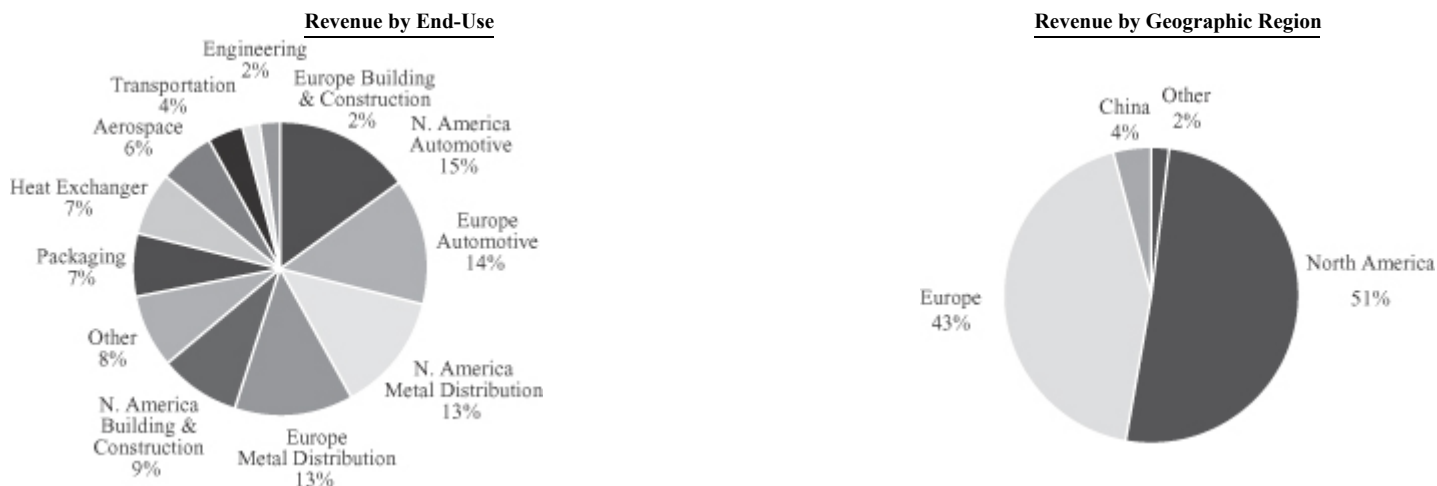 Revenue by End-Use
Engineering
2%
Europe Building
& Construction
2%
N. America
Automotive
15%
Europe
Automotive
14%
N. America
Metal Distribution
13%
Europe
Metal Distribution
13%
N. America
Building &
Construction
9%
Other
8%
Packaging
7%
Heat Exchanger
7%
Aerospace
6%
Transportation
4%
Revenue by Geographic Region
China
4%
Other
2%
North America
51%
Europe
43%